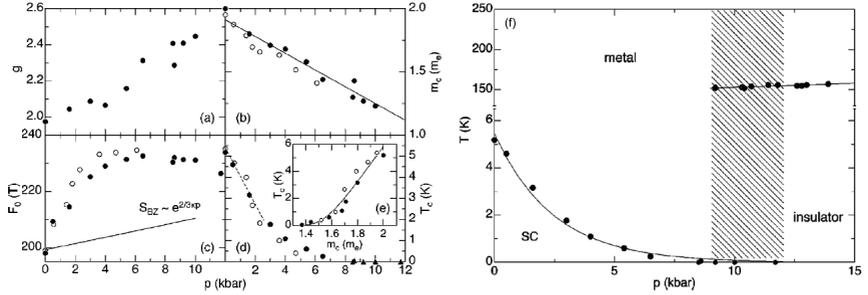 2.6
2.4
2.2
2.0
g
(a)
2.0
1.5
1.0
m_c (m_e)
(b)
240
220
200
F_0 (T)
S_BZ ~ e^{2/3κp}
(c)
0 2 4 6 8 10
5
4
3
2
1
0
T_c (K)
(d)
6
4
2
0
T_c (K)
(e)
1.4 1.6 1.8 2
m_c (m_e)
0 2 4 6 8 10 12
p (kbar)
(f)
250
200
150
6
4
2
0
T (K)
metal
SC
insulator
0 5 10 15
p (kbar)